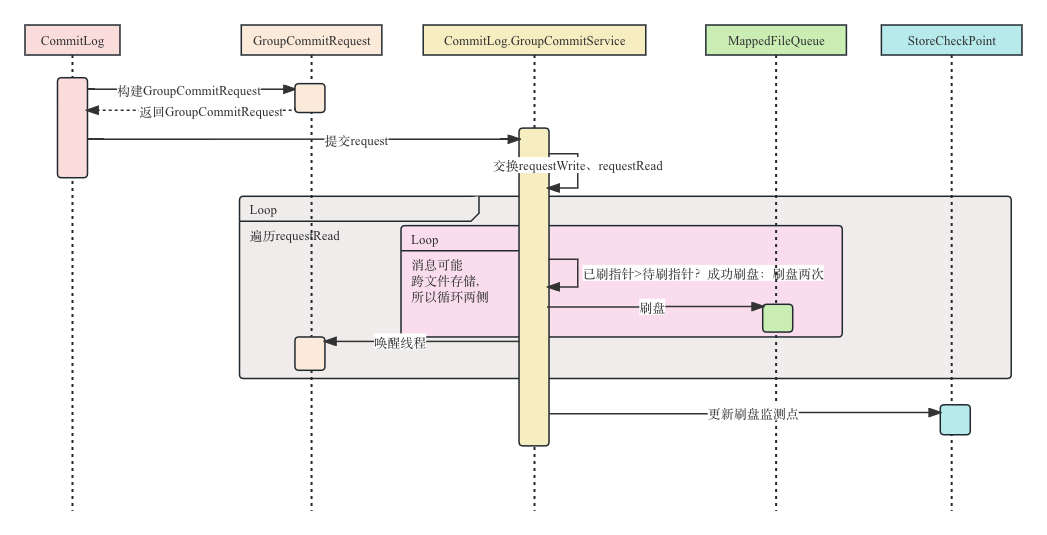 CommitLog
GroupCommitRequest
CommitLog.GroupCommitService
MappedFileQueue
StoreCheckPoint
构建GroupCommitRequest
返回GroupCommitRequest
提交request
交换requestWrite、requestRead
Loop
遍历requestRead
Loop
消息可能
跨文件存储,
所以循环两侧
已刷指针>待刷指针？成功刷盘：刷盘两次
刷盘
唤醒线程
更新刷盘监测点